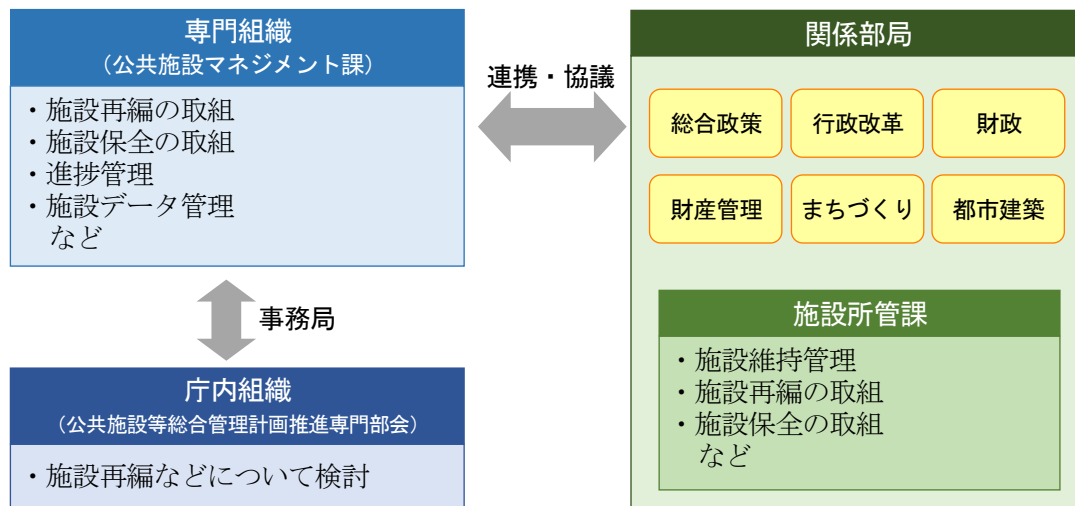 専門組織
（公共施設マネジメント課）
・施設再編の取組
・施設保全の取組
・進捗管理
・施設データ管理
など
連携・協議
関係部局
総合政策
行政改革
財政
財産管理
まちづくり
都市建築
施設所管課
・施設維持管理
・施設再編の取組
・施設保全の取組
など
事務局
庁内組織
（公共施設等総合管理計画推進専門部会）
・施設再編などについて検討